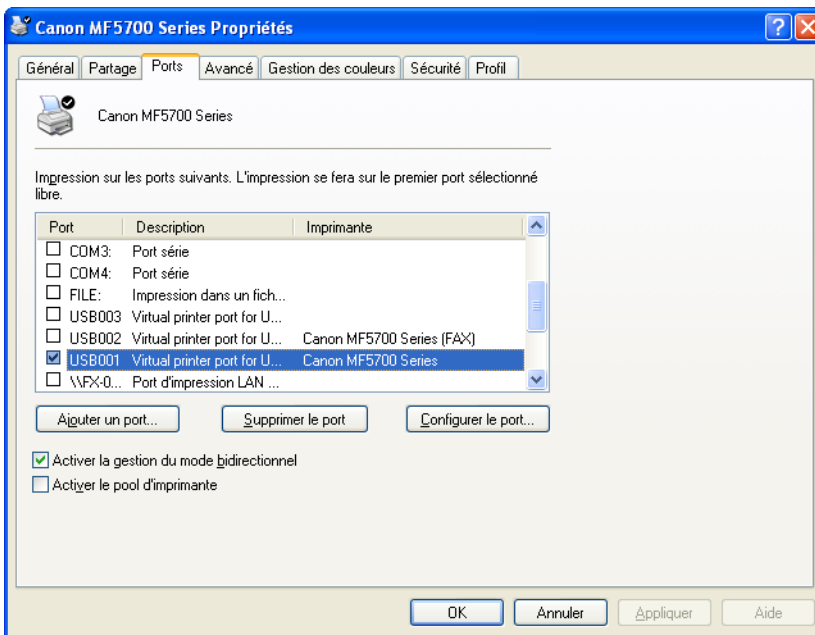 Canon MF5700 Series Propriétés
Général Partage Ports Avancé Gestion des couleurs Sécurité Profil
Canon MF5700 Series
Impression sur les ports suivants. L'impression se fera sur le premier port sélectionné
libre.
Port Description Imprimante
COM3: Port série
COM4: Port série
FILE: Impression dans un fich...
USB003 Virtual printer port for U...
USB002 Virtual printer port for U... Canon MF5700 Series (FAX)
USB001 Virtual printer port for U... Canon MF5700 Series
\\FX-0... Port d'impression LAN ...
Ajouter un port... Supprimer le port Configurer le port...
Activer la gestion du mode bidirectionnel
Activer le pool d'imprimante
OK Annuler Appliquer Aide